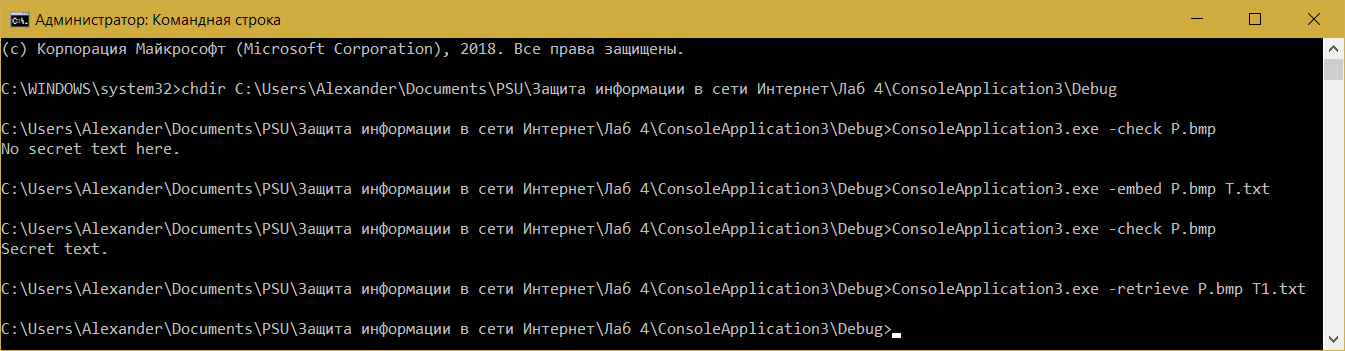 Администратор: Командная строка
(c) Корпорация Майкрософт (Microsoft Corporation), 2018. Все права защищены.
C:\WINDOWS\system32>chdir C:\Users\Alexander\Documents\PSU\Защита информации в сети Интернет\Лаб 4\ConsoleApplication3\Debug
C:\Users\Alexander\Documents\PSU\Защита информации в сети Интернет\Лаб 4\ConsoleApplication3\Debug>ConsoleApplication3.exe -check P.bmp
No secret text here.
C:\Users\Alexander\Documents\PSU\Защита информации в сети Интернет\Лаб 4\ConsoleApplication3\Debug>ConsoleApplication3.exe -embed P.bmp T.txt
C:\Users\Alexander\Documents\PSU\Защита информации в сети Интернет\Лаб 4\ConsoleApplication3\Debug>ConsoleApplication3.exe -check P.bmp
Secret text.
C:\Users\Alexander\Documents\PSU\Защита информации в сети Интернет\Лаб 4\ConsoleApplication3\Debug>ConsoleApplication3.exe -retrieve P.bmp T1.txt
C:\Users\Alexander\Documents\PSU\Защита информации в сети Интернет\Лаб 4\ConsoleApplication3\Debug>